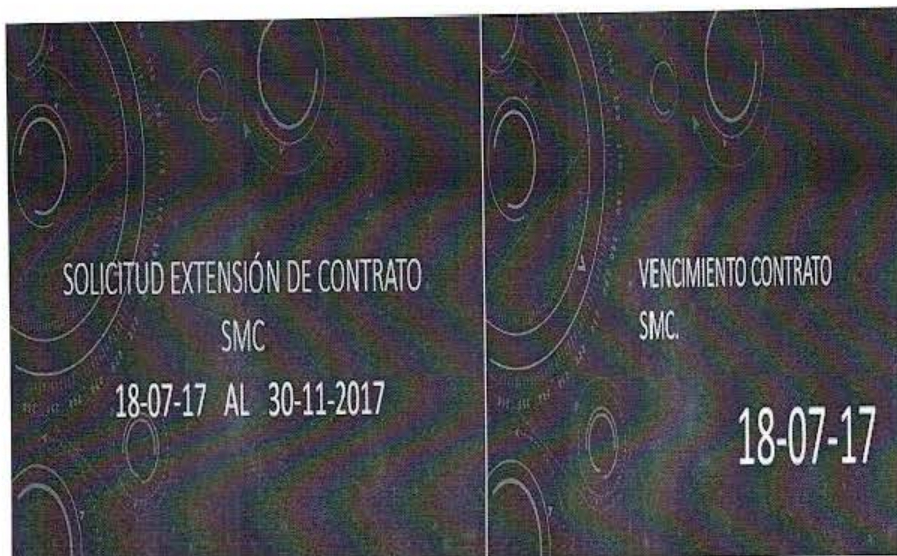 SOLICITUD EXTENSIÓN DE CONTRATO
SMC
18-07-17 AL 30-11-2017
VENCIMIENTO CONTRATO
SMC.
18-07-17